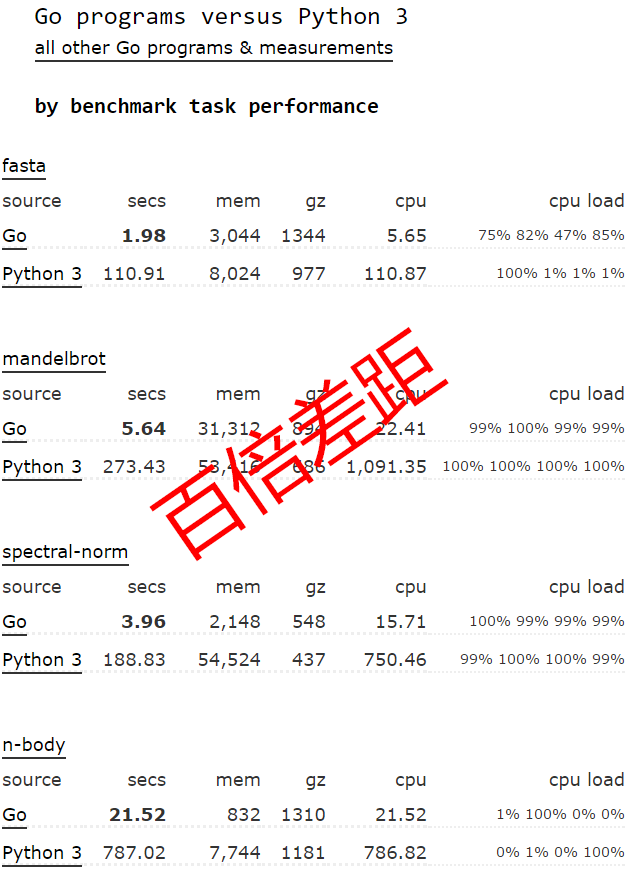 Go programs versus Python 3
all other Go programs & measurements
by benchmark task performance
fasta
source secs mem gz cpu cpu load
Go 1.98 3,044 1344 5.65 75% 82% 47% 85%
Python 3 110.91 8,024 977 110.87 100% 1% 1% 1%
mandelbrot
source secs mem gz cpu cpu load
Go 5.64 31,312 894 22.41 99% 100% 99% 99%
Python 3 273.43 53,416 686 1,091.35 100% 100% 100% 100%
百倍差距
spectral-norm
source secs mem gz cpu cpu load
Go 3.96 2,148 548 15.71 100% 99% 99% 99%
Python 3 188.83 54,524 437 750.46 99% 100% 100% 99%
n-body
source secs mem gz cpu cpu load
Go 21.52 832 1310 21.52 1% 100% 0% 0%
Python 3 787.02 7,744 1181 786.82 0% 1% 0% 100%